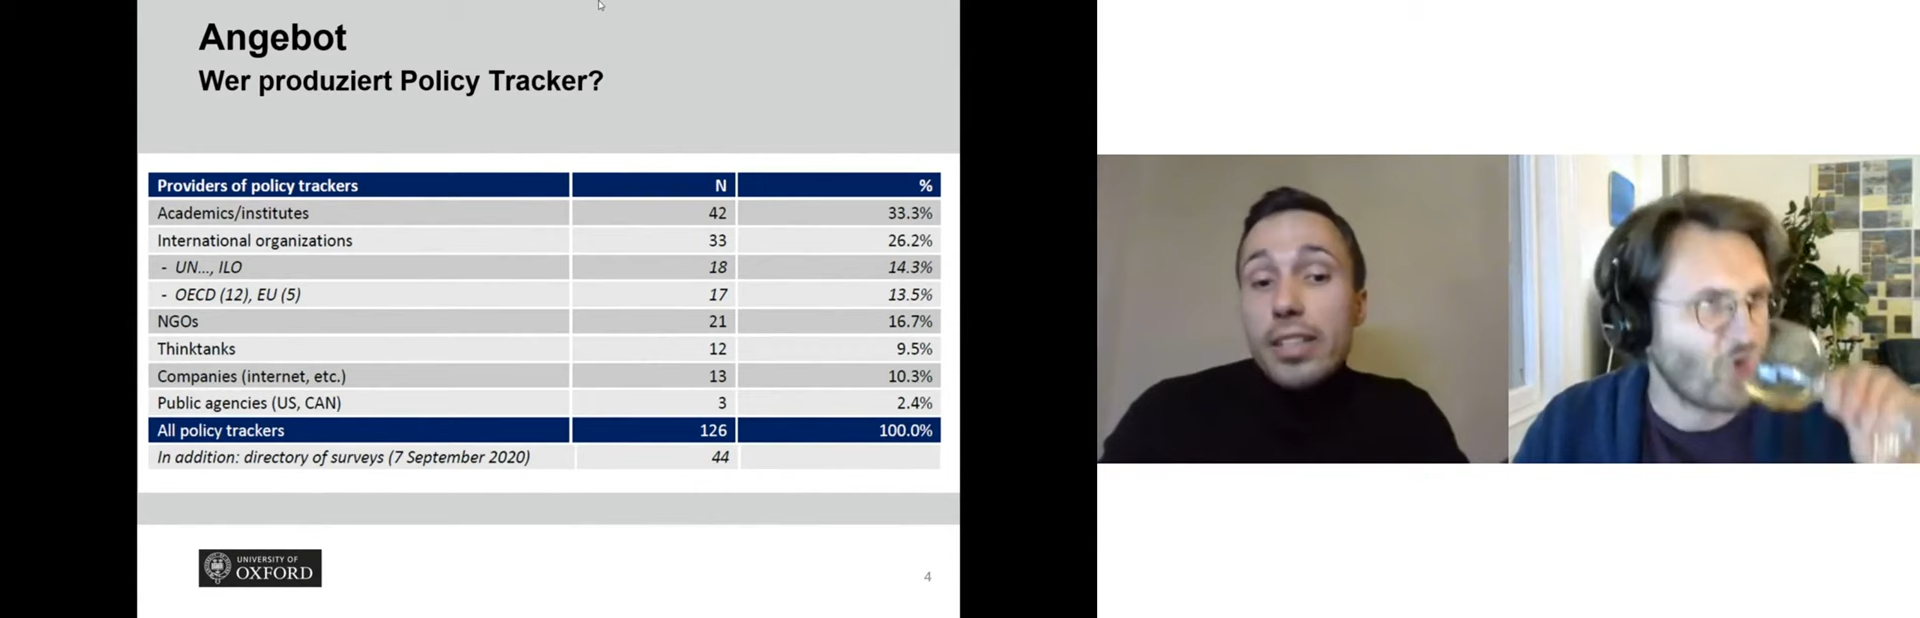 Angebot
Wer produziert Policy Tracker?
Providers of policy trackers N %
Academics/institutes 42 33.3%
International organizations 33 26.2%
- UN..., ILO 18 14.3%
- OECD (12), EU (5) 17 13.5%
NGOs 21 16.7%
Thinktanks 12 9.5%
Companies (internet, etc.) 13 10.3%
Public agencies (US, CAN) 3 2.4%
All policy trackers 126 100.0%
In addition: directory of surveys (7 September 2020) 44
UNIVERSITY OF
OXFORD
4